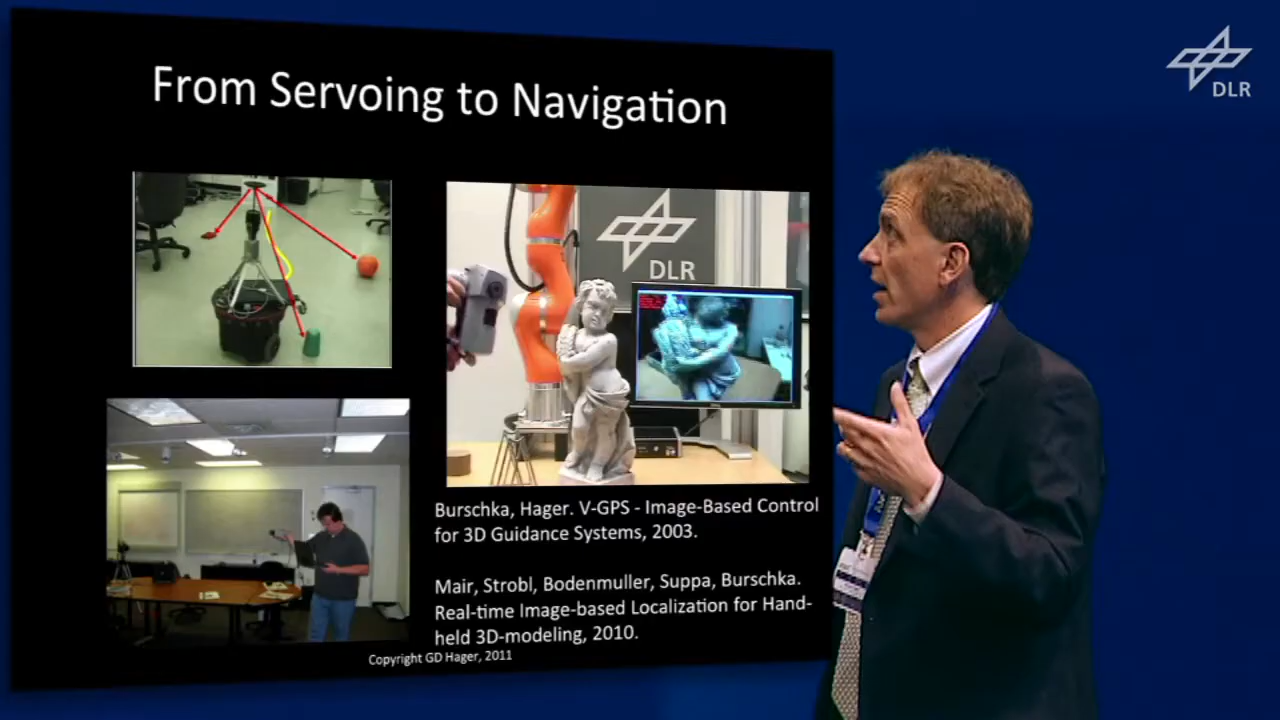 From Servoing to Navigation
DLR
DLR
Burschka, Hager. V-GPS - Image-Based Control
for 3D Guidance Systems, 2003.
Mair, Strobl, Bodenmuller, Suppa, Burschka.
Real-time Image-based Localization for Hand-
held 3D-modeling, 2010.
Copyright GD Hager, 2011